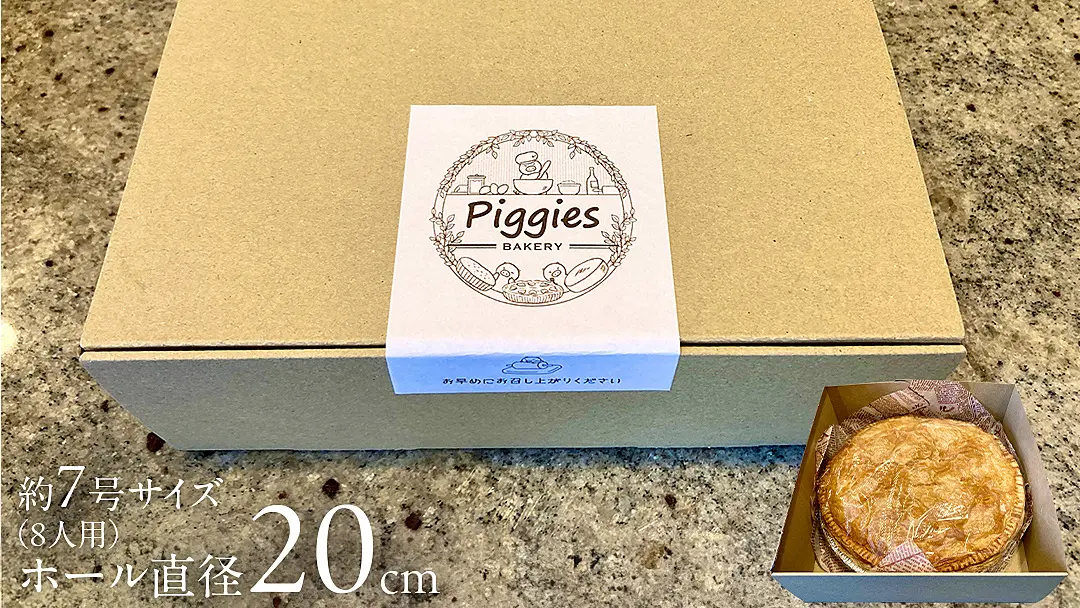 Piggies
BAKERY
お早めにお召し上がりください
約7号サイズ
(8人用)
ホール直径20cm